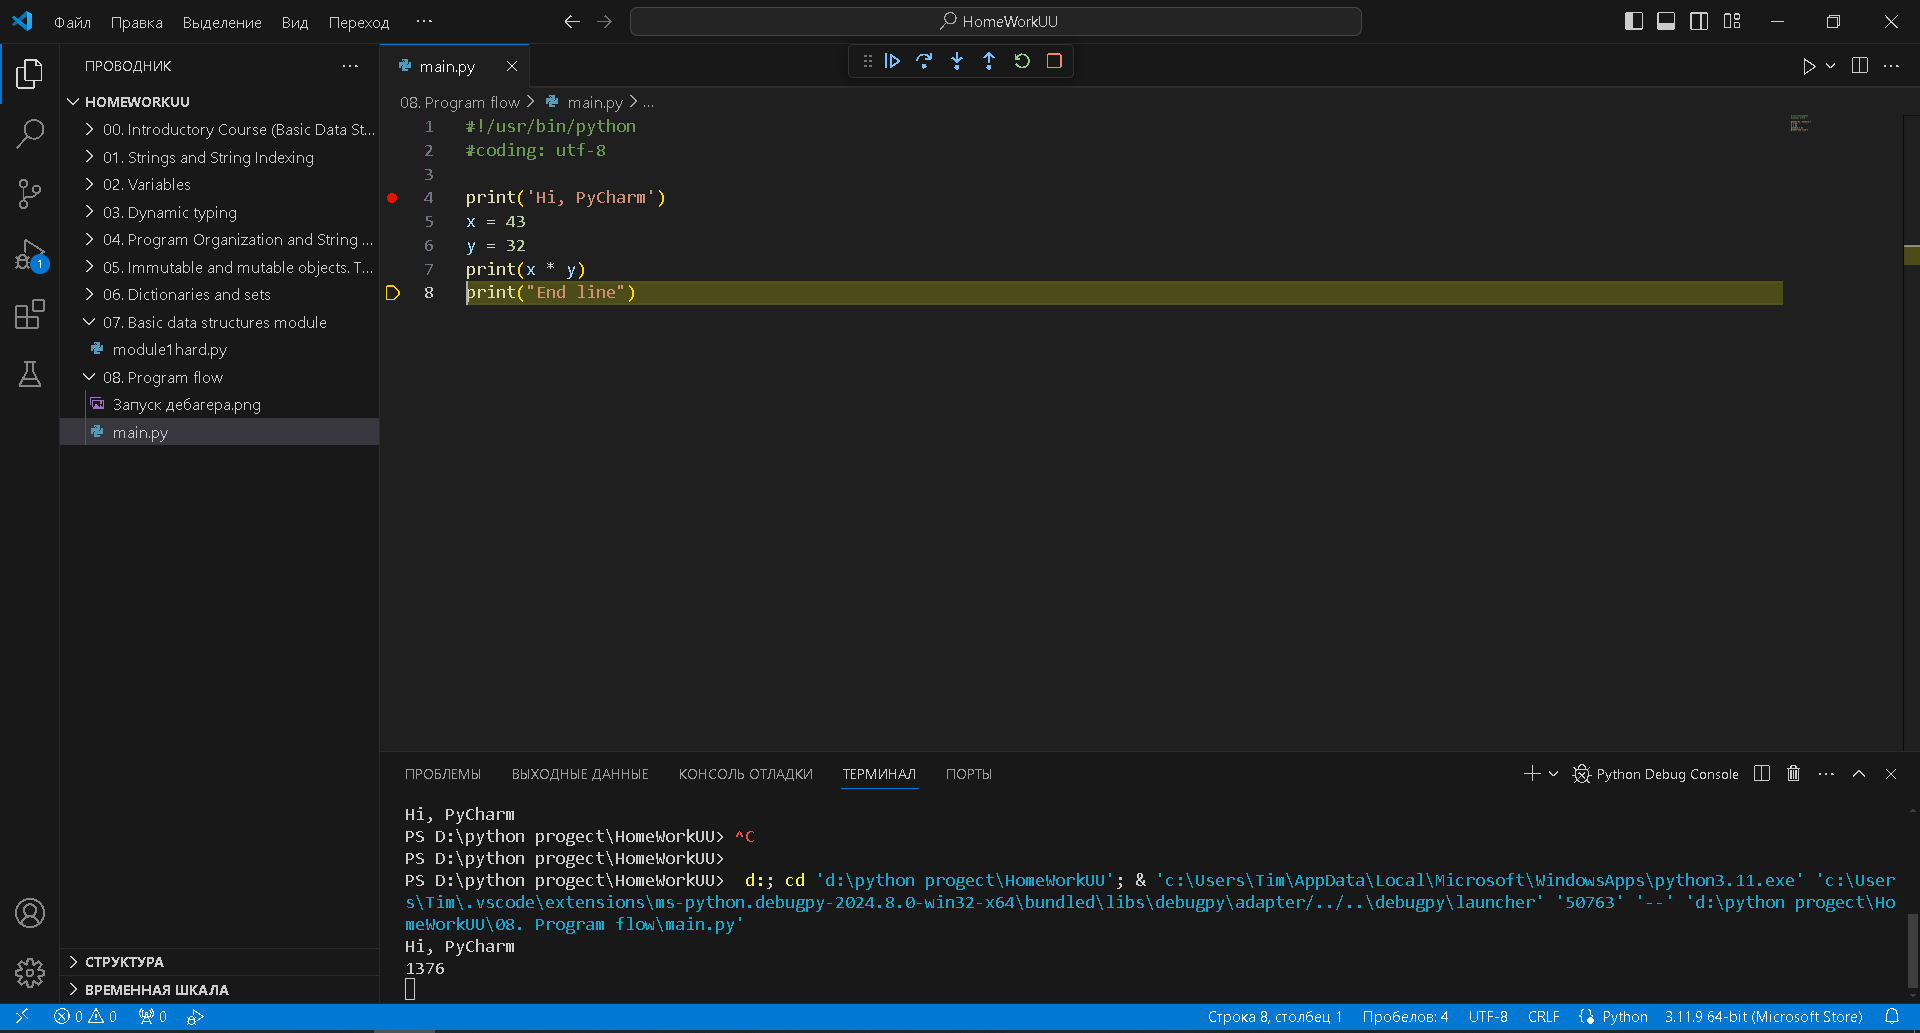 Файл Правка Выделение Вид Переход ··· HomeWorkUU
ПРОВОДНИК ···
HOMEWORKUU
00. Introductory Course (Basic Data St...
01. Strings and String Indexing
02. Variables
03. Dynamic typing
04. Program Organization and String ...
05. Immutable and mutable objects. T...
06. Dictionaries and sets
07. Basic data structures module
module1hard.py
08. Program flow
Запуск дебагера.png
main.py
СТРУКТУРА
ВРЕМЕННАЯ ШКАЛА
1
main.py
08. Program flow > main.py > ...
1 #!/usr/bin/python
2 #coding: utf-8
3
4 print('Hi, PyCharm')
5 x = 43
6 y = 32
7 print(x * y)
8 print("End line")
ПРОБЛЕМЫ ВЫХОДНЫЕ ДАННЫЕ КОНСОЛЬ ОТЛАДКИ ТЕРМИНАЛ ПОРТЫ Python Debug Console
Hi, PyCharm
PS D:\python progect\HomeWorkUU> ^C
PS D:\python progect\HomeWorkUU>
PS D:\python progect\HomeWorkUU>  d:; cd 'd:\python progect\HomeWorkUU'; & 'c:\Users\Tim\AppData\Local\Microsoft\WindowsApps\python3.11.exe' 'c:\User
s\Tim\.vscode\extensions\ms-python.debugpy-2024.8.0-win32-x64\bundled\libs\debugpy\adapter/../..\debugpy\launcher' '50763' '--' 'd:\python progect\Ho
meWorkUU\08. Program flow\main.py'
Hi, PyCharm
1376
0 0 0 Строка 8, столбец 1 Пробелов: 4 UTF-8 CRLF Python 3.11.9 64-bit (Microsoft Store)